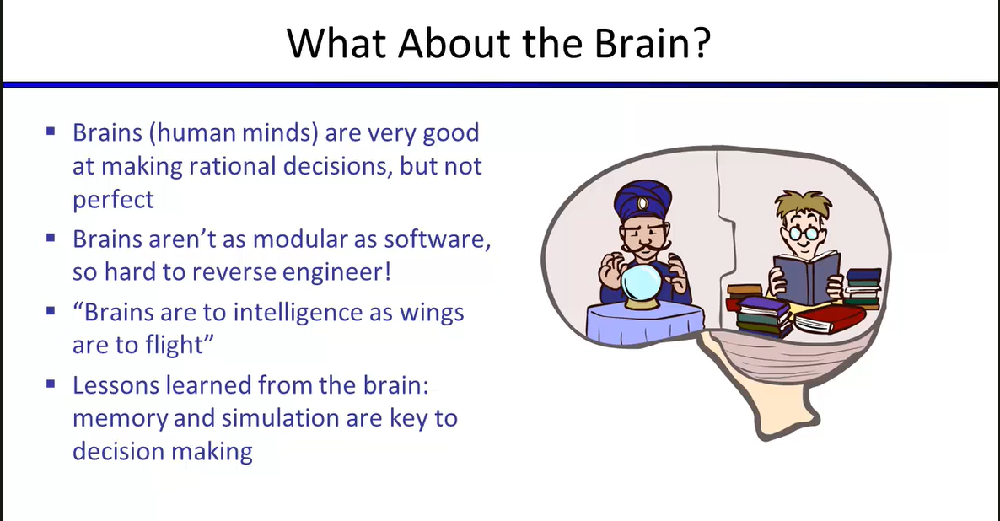 What About the Brain?
▪ Brains (human minds) are very good
at making rational decisions, but not
perfect
▪ Brains aren’t as modular as software,
so hard to reverse engineer!
▪ “Brains are to intelligence as wings
are to flight”
▪ Lessons learned from the brain:
memory and simulation are key to
decision making